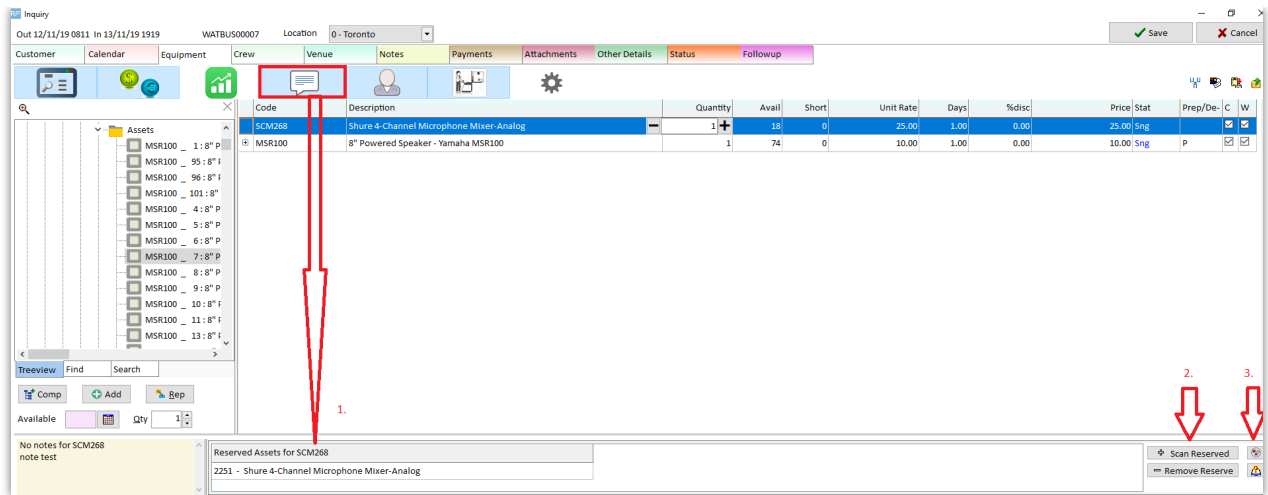 RP Inquiry
Out 12/11/19 0811 In 13/11/19 1919 WATBUS00007 Location 0 - Toronto Save Cancel
Customer Calendar Equipment Crew Venue Notes Payments Attachments Other Details Status Followup
Code Description Quantity Avail Short Unit Rate Days %disc Price Stat Prep/De- C W
SCM268 Shure 4-Channel Microphone Mixer-Analog 1 18 0 25.00 1.00 0.00 25.00 Sng
MSR100 8" Powered Speaker - Yamaha MSR100 1 74 0 10.00 1.00 0.00 10.00 Sng P
Assets
MSR100 _ 1 : 8" P
MSR100 _ 95 : 8" P
MSR100 _ 96 : 8" P
MSR100 _ 101 : 8"
MSR100 _ 4 : 8" P
MSR100 _ 5 : 8" P
MSR100 _ 6 : 8" P
MSR100 _ 7 : 8" P
MSR100 _ 8 : 8" P
MSR100 _ 9 : 8" P
MSR100 _ 10 : 8" P
MSR100 _ 11 : 8" P
MSR100 _ 13 : 8" P
Treeview Find Search
Comp Add Rep
Available Qty 1
1.
2. 3.
No notes for SCM268
note test
Reserved Assets for SCM268
2251 - Shure 4-Channel Microphone Mixer-Analog
Scan Reserved
Remove Reserve